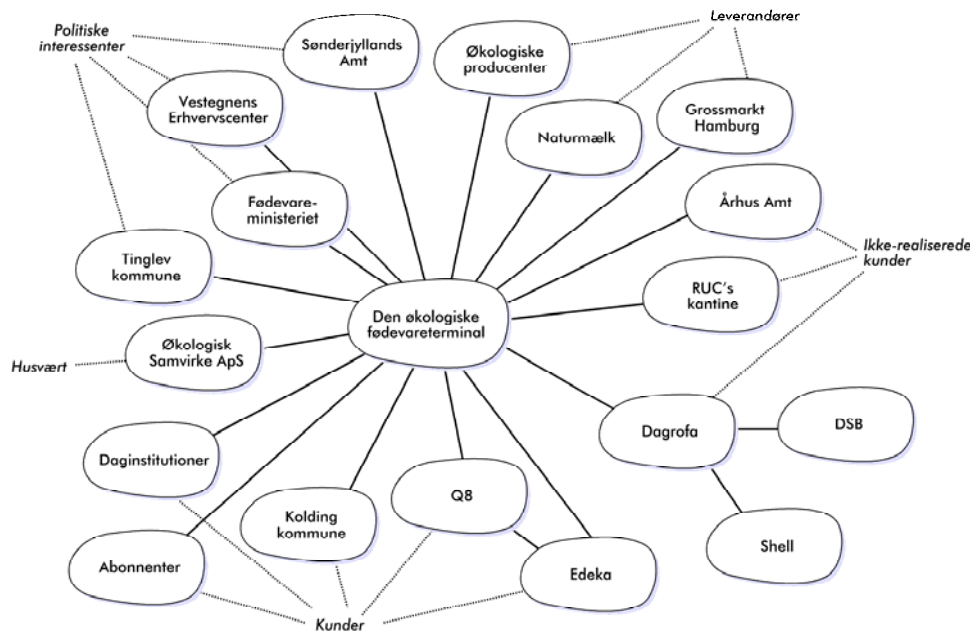 Politiske
interessenter
Sønderjyllands
Amt
Økologiske
producenter
Leverandører
Vestegnens
Erhvervscenter
Naturmælk
Grossmarkt
Hamburg
Fødevare-
ministeriet
Århus Amt
Tinglev
kommune
Ikke-realiserede
kunder
RUC's
kantine
Den økologiske
fødevareterminal
Husvært
Økologisk
Samvirke ApS
Dagrofa
DSB
Daginstitutioner
Q8
Kolding
kommune
Shell
Abonnenter
Edeka
Kunder